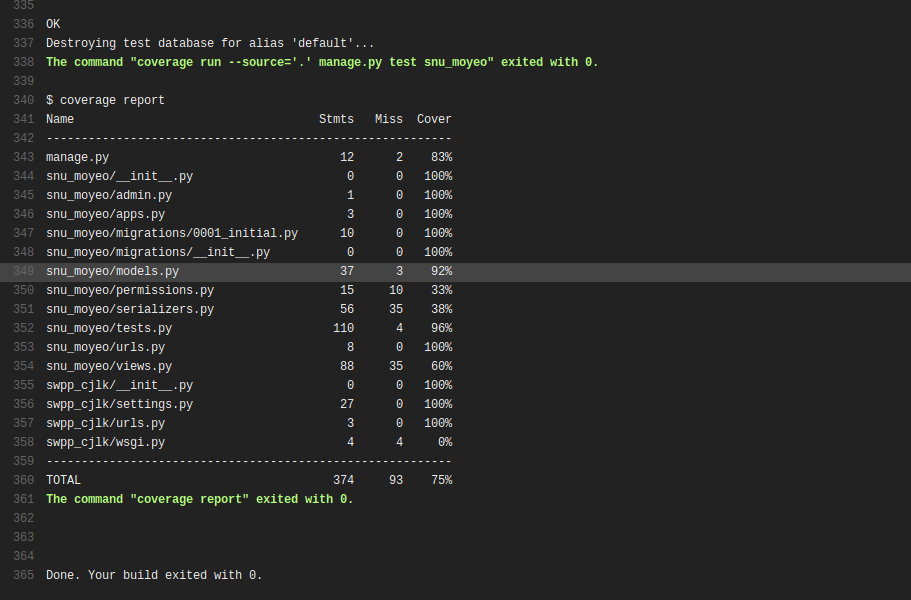 335
336 OK
337 Destroying test database for alias 'default'...
338 The command "coverage run --source='.' manage.py test snu_moyeo" exited with 0.
339
340 $ coverage report
341 Name                                   Stmts   Miss  Cover
342 ----------------------------------------------------------
343 manage.py                                 12      2    83%
344 snu_moyeo/__init__.py                      0      0   100%
345 snu_moyeo/admin.py                         1      0   100%
346 snu_moyeo/apps.py                          3      0   100%
347 snu_moyeo/migrations/0001_initial.py      10      0   100%
348 snu_moyeo/migrations/__init__.py           0      0   100%
349 snu_moyeo/models.py                       37      3    92%
350 snu_moyeo/permissions.py                  15     10    33%
351 snu_moyeo/serializers.py                  56     35    38%
352 snu_moyeo/tests.py                       110      4    96%
353 snu_moyeo/urls.py                          8      0   100%
354 snu_moyeo/views.py                        88     35    60%
355 swpp_cjlk/__init__.py                      0      0   100%
356 swpp_cjlk/settings.py                     27      0   100%
357 swpp_cjlk/urls.py                          3      0   100%
358 swpp_cjlk/wsgi.py                          4      4     0%
359 ----------------------------------------------------------
360 TOTAL                                    374     93    75%
361 The command "coverage report" exited with 0.
362
363
364
365 Done. Your build exited with 0.